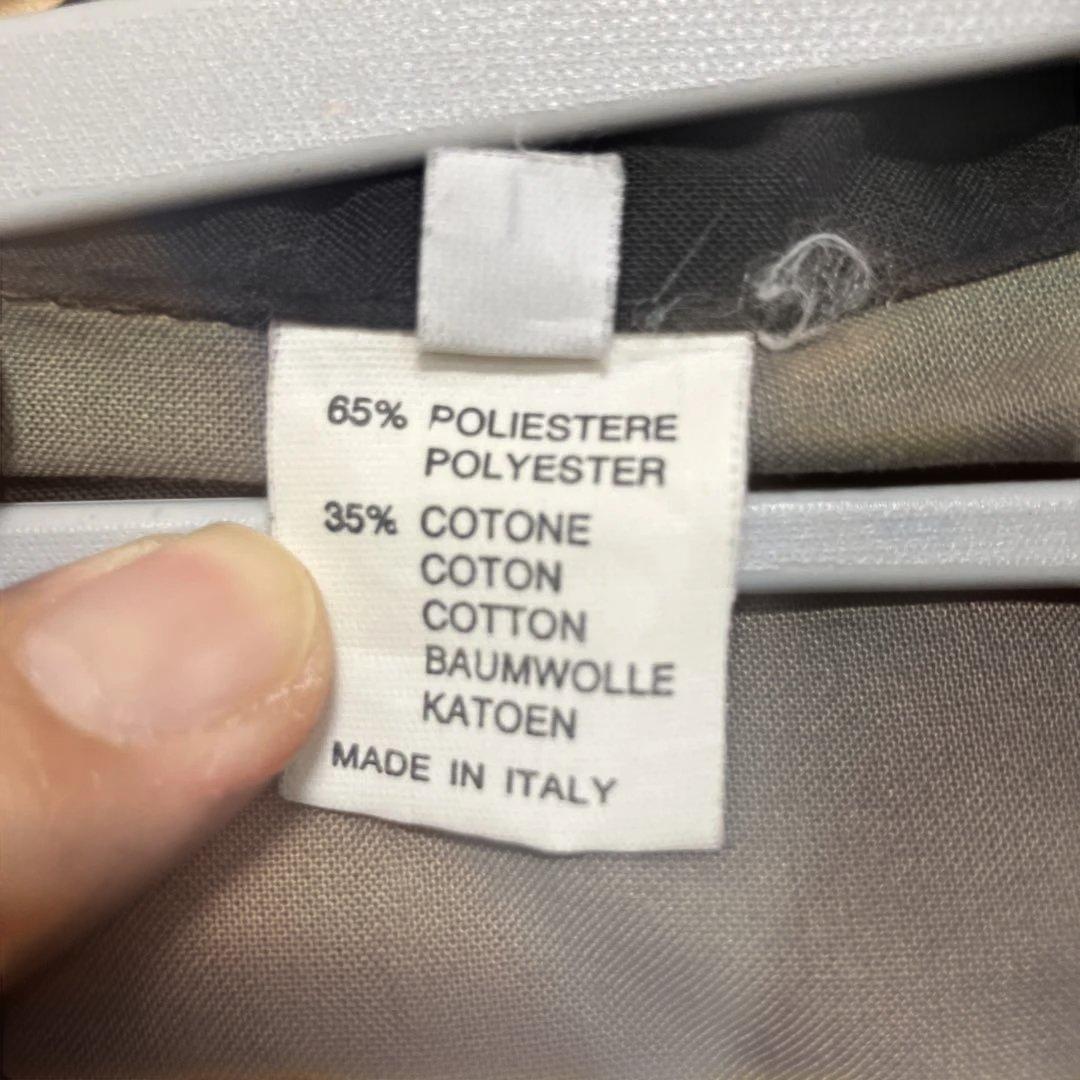 65% POLIESTERE
POLYESTER
35% COTONE
COTON
COTTON
BAUMWOLLE
KATOEN
MADE IN ITALY